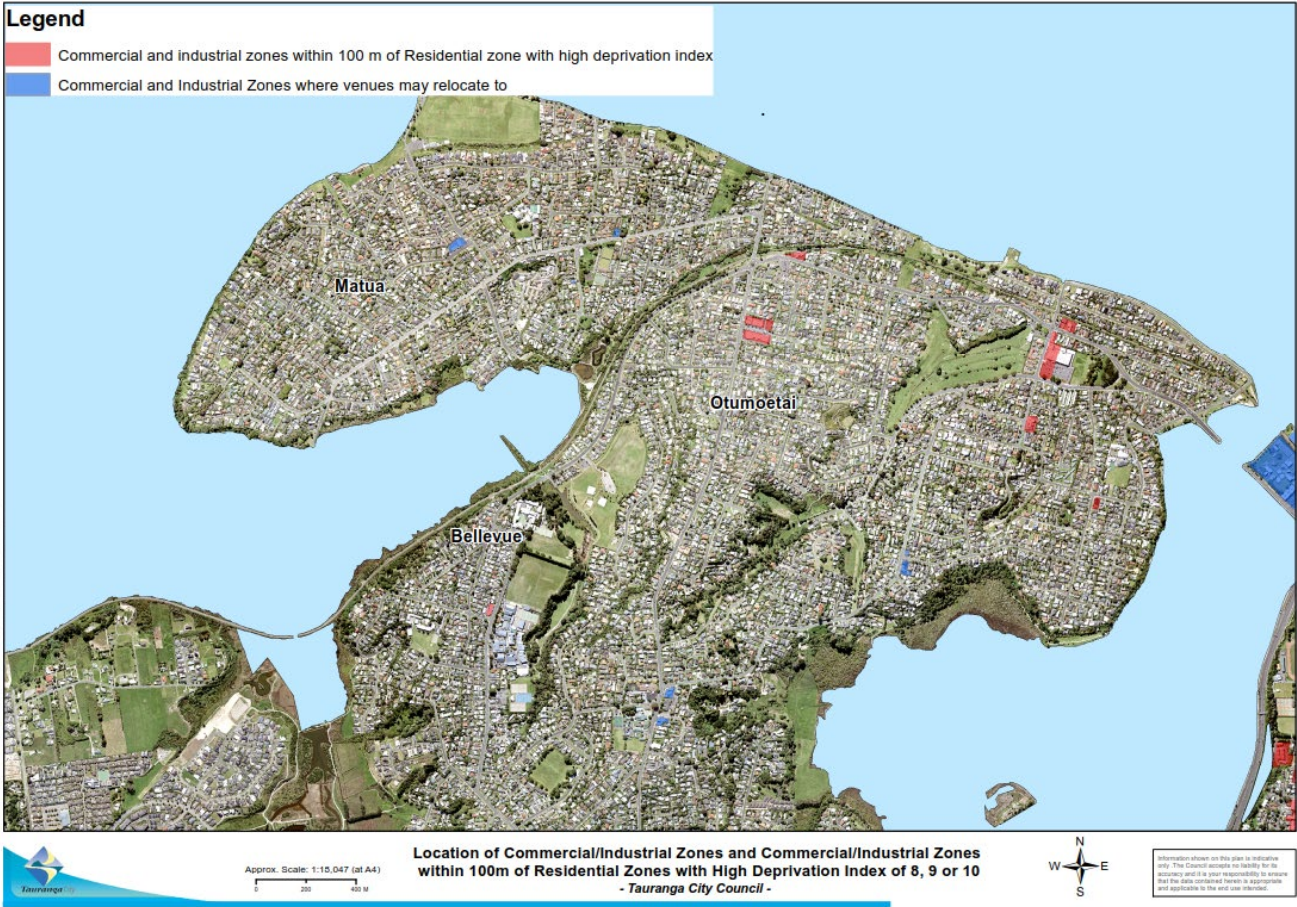 Legend
Commercial and industrial zones within 100 m of Residential zone with high deprivation index
Commercial and Industrial Zones where venues may relocate to
Matua
Otumoetai
Bellevue
Tauranga City
Approx. Scale: 1:15,047 (at A4)
0 200 400 M
Location of Commercial/Industrial Zones and Commercial/Industrial Zones
within 100m of Residential Zones with High Deprivation Index of 8, 9 or 10
- Tauranga City Council -
N
W E
S
Information shown on this plan is indicative
only. The Council accepts no liability for its
accuracy and it is your responsibility to ensure
that the data contained herein is appropriate
and applicable to the end use intended.